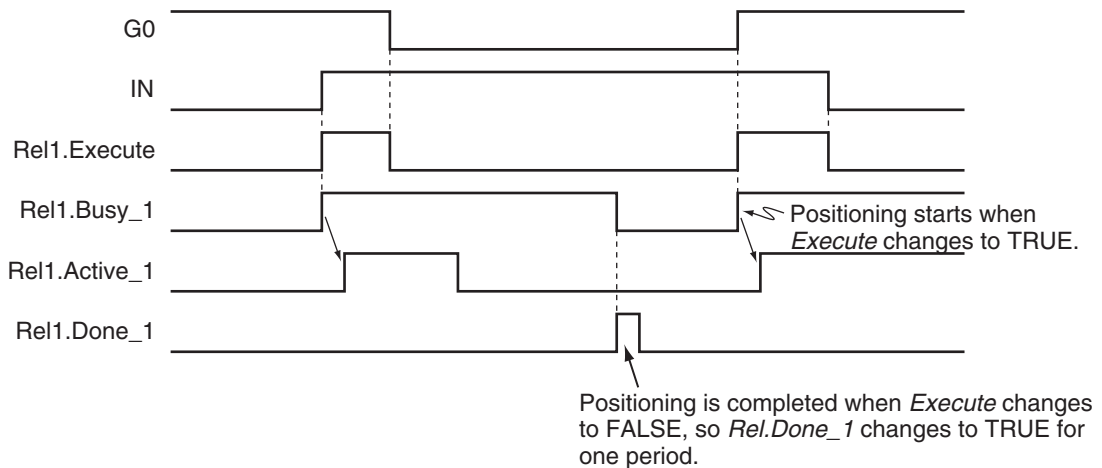 G0
IN
Rel1.Execute
Rel1.Busy_1
Positioning starts when
Execute changes to TRUE.
Rel1.Active_1
Rel1.Done_1
Positioning is completed when Execute changes
to FALSE, so Rel.Done_1 changes to TRUE for
one period.